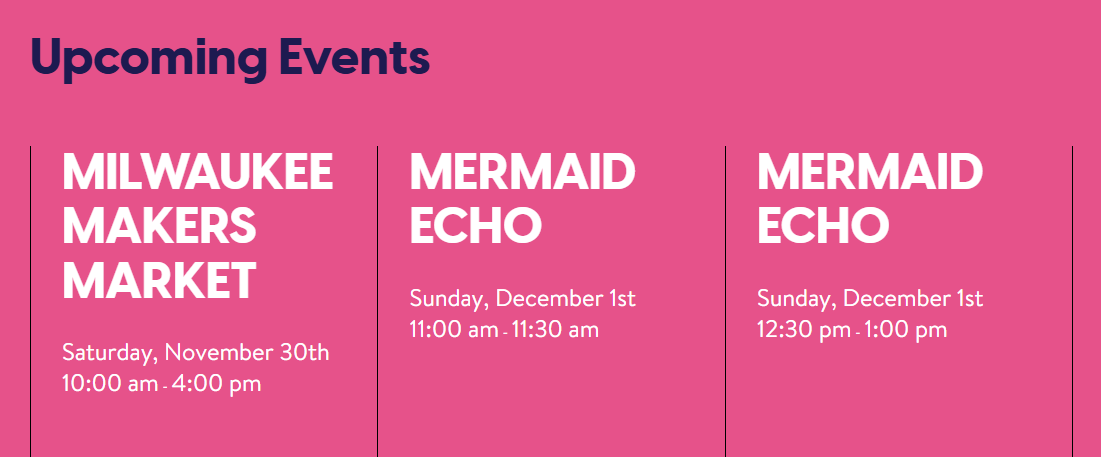 Upcoming Events
MILWAUKEE
MAKERS
MARKET
Saturday, November 30th
10:00 am - 4:00 pm
MERMAID
ECHO
Sunday, December 1st
11:00 am - 11:30 am
MERMAID
ECHO
Sunday, December 1st
12:30 pm - 1:00 pm